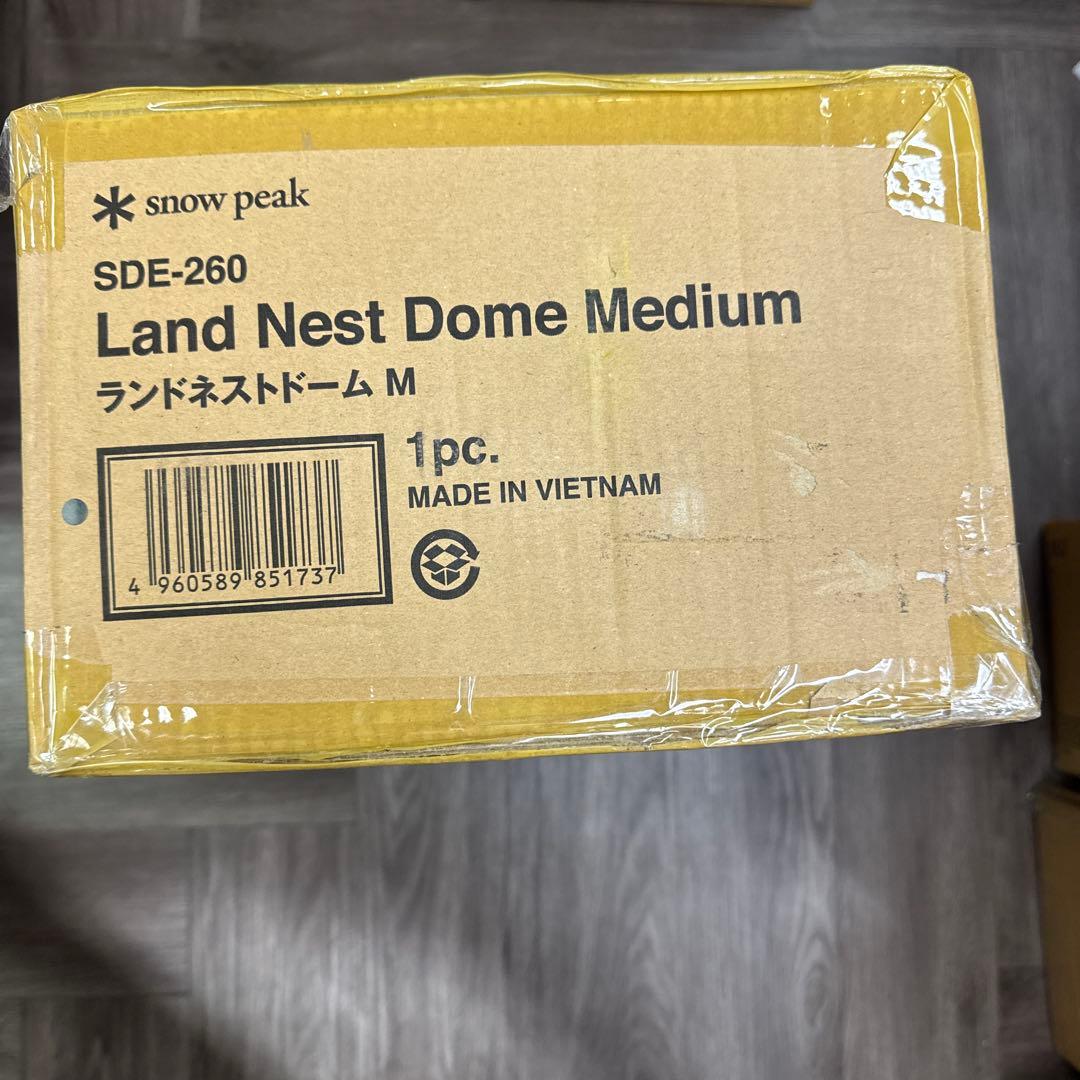 snow peak
SDE-260
Land Nest Dome Medium
ランドネストドーム M
1pc.
MADE IN VIETNAM
4 960589 851737